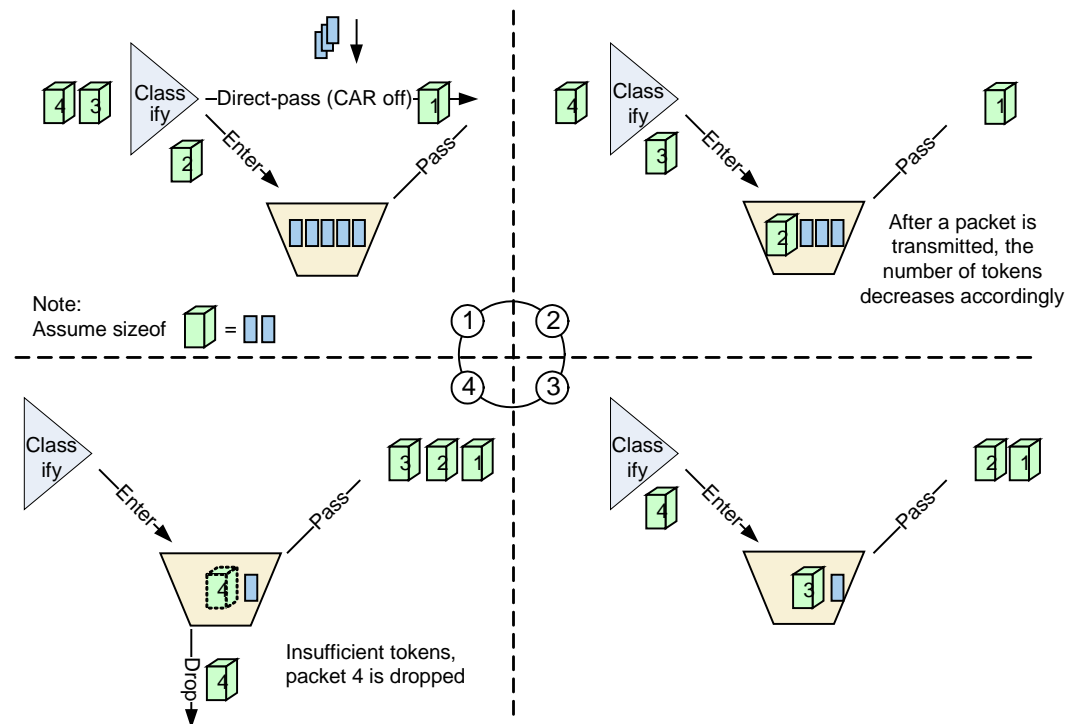 4 3
Class
ify
Direct-pass (CAR off)
1
2
Enter
Pass
Note:
Assume sizeof =
4
Class
ify
3
Enter
2
Pass
1
After a packet is
transmitted, the
number of tokens
decreases accordingly
1 2
4 3
Class
ify
Enter
Pass
3 2 1
4
Drop
4
Insufficient tokens,
packet 4 is dropped
Class
ify
4
Enter
3
Pass
2 1